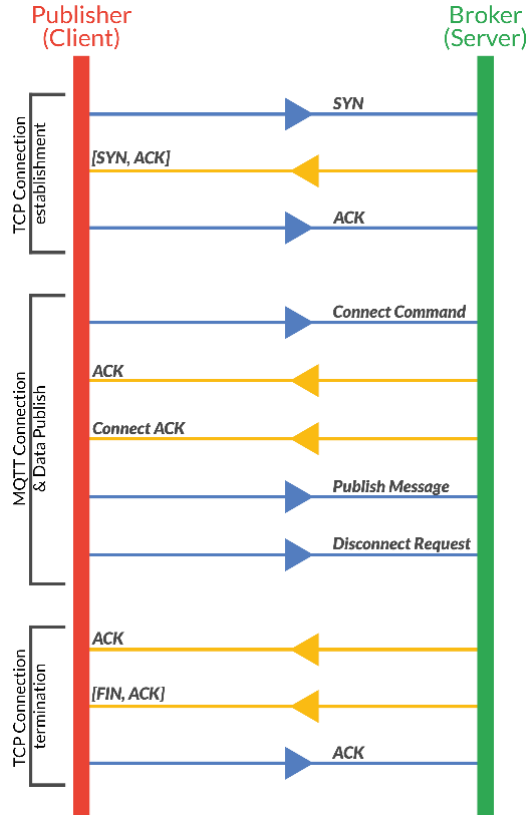 Publisher
(Client)
Broker
(Server)
TCP Connection
establishment
SYN
[SYN, ACK]
ACK
MQTT Connection
& Data Publish
Connect Command
ACK
Connect ACK
Publish Message
Disconnect Request
TCP Connection
termination
ACK
[FIN, ACK]
ACK